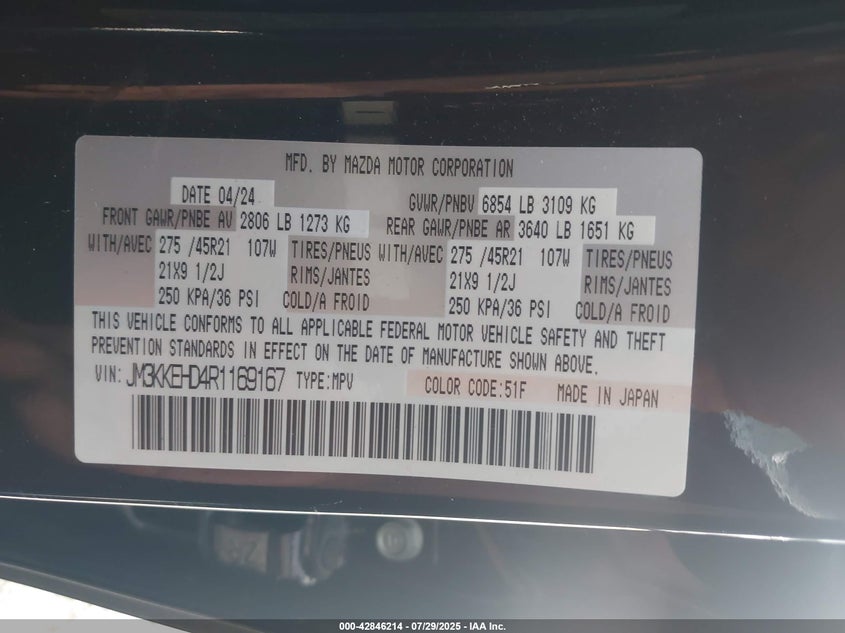 MFD. BY MAZDA MOTOR CORPORATION
DATE 04/24 GVWR/PNBV 6854 LB 3109 KG
FRONT GAWR/PNBE AV 2806 LB 1273 KG REAR GAWR/PNBE AR 3640 LB 1651 KG
WITH/AVEC 275 /45R21 107W TIRES/PNEUS WITH/AVEC 275 /45R21 107W TIRES/PNEUS
21X9 1/2J RIMS/JANTES 21X9 1/2J RIMS/JANTES
250 KPA/36 PSI COLD/A FROID 250 KPA/36 PSI COLD/A FROID
THIS VEHICLE CONFORMS TO ALL APPLICABLE FEDERAL MOTOR VEHICLE SAFETY AND THEFT
PREVENTION STANDARDS IN EFFECT ON THE DATE OF MANUFACTURE SHOWN ABOVE.
VIN: JM3KKEHD4R1169167 TYPE:MPV COLOR CODE:51F MADE IN JAPAN
000-42846214 | 07/29/2025 - IAA Inc.